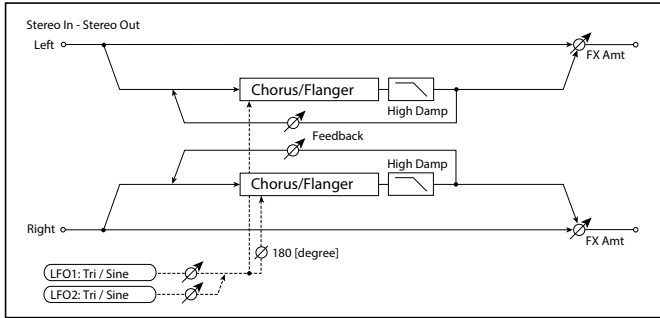 Stereo In - Stereo Out
Left
FX Amt
Chorus/Flanger
High Damp
Feedback
High Damp
Chorus/Flanger
Right
FX Amt
180 [degree]
LFO1: Tri / Sine
LFO2: Tri / Sine